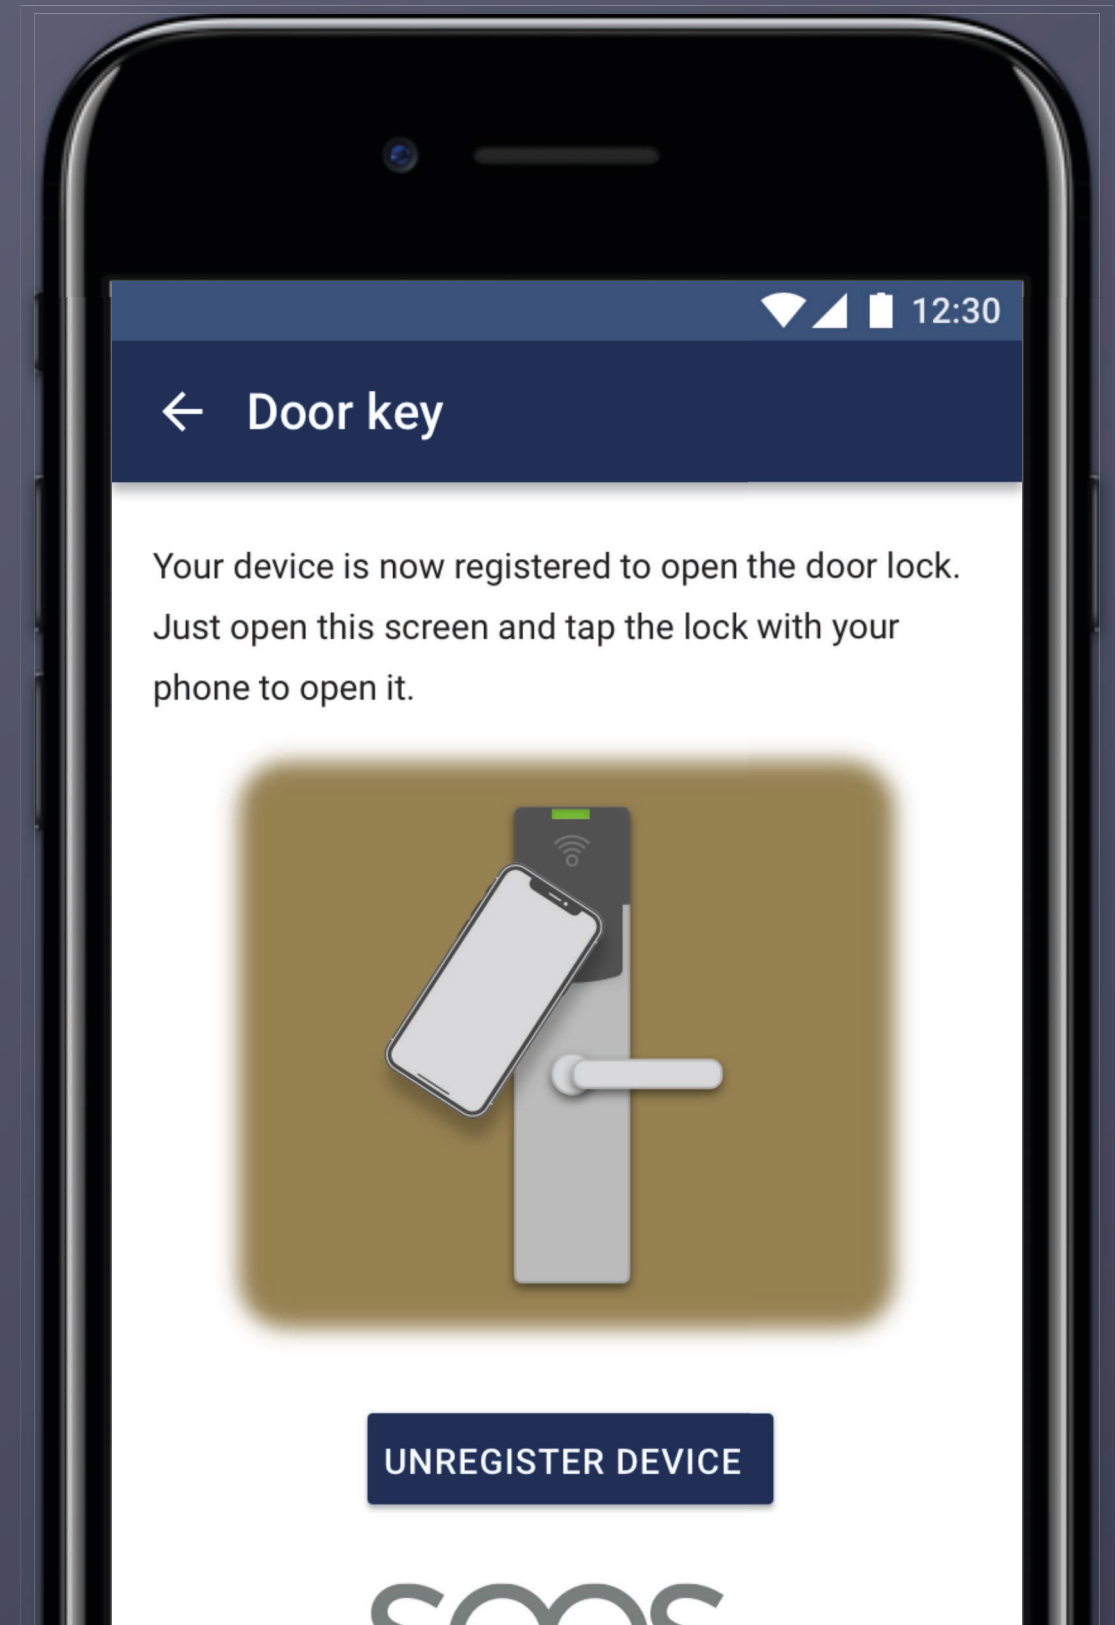 12:30
Door key
Your device is now registered to open the door lock.
Just open this screen and tap the lock with your
phone to open it.
UNREGISTER DEVICE